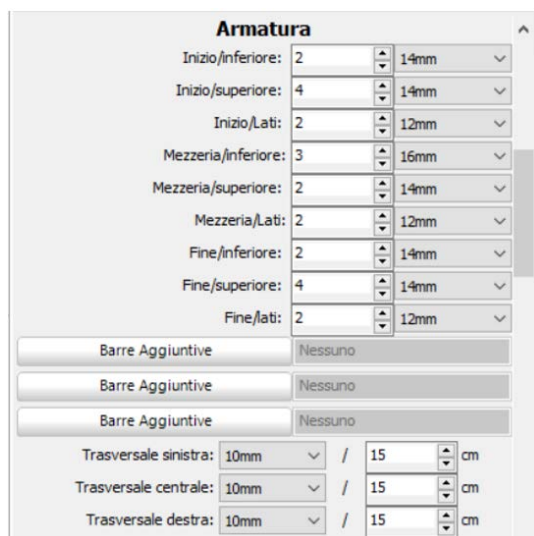 Armatura
Inizio/inferiore: 2 14mm
Inizio/superiore: 4 14mm
Inizio/Lati: 2 12mm
Mezzeria/inferiore: 3 16mm
Mezzeria/superiore: 2 14mm
Mezzeria/Lati: 2 12mm
Fine/inferiore: 2 14mm
Fine/superiore: 4 14mm
Fine/lati: 2 12mm
Barre Aggiuntive Nessuno
Barre Aggiuntive Nessuno
Barre Aggiuntive Nessuno
Trasversale sinistra: 10mm / 15 cm
Trasversale centrale: 10mm / 15 cm
Trasversale destra: 10mm / 15 cm